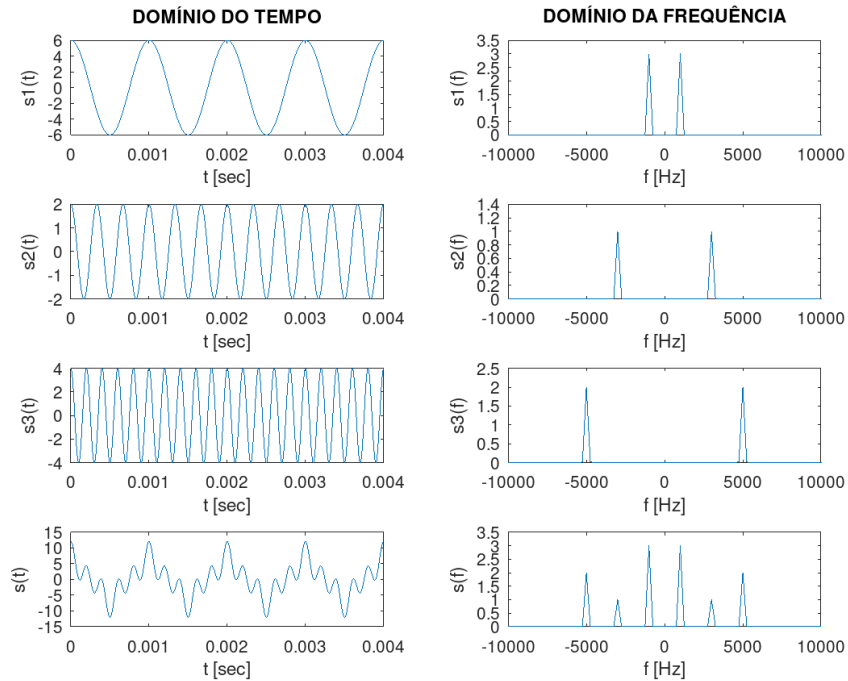 DOMÍNIO DO TEMPO
6
4
2
0
-2
-4
-6
s1(t)
0 0.001 0.002 0.003 0.004
t [sec]
DOMÍNIO DA FREQUÊNCIA
3.5
3
2.5
2
1.5
1
0.5
0
s1(f)
-10000 -5000 0 5000 10000
f [Hz]
2
1
0
-1
-2
s2(t)
0 0.001 0.002 0.003 0.004
t [sec]
1.4
1.2
1
0.8
0.6
0.4
0.2
0
s2(f)
-10000 -5000 0 5000 10000
f [Hz]
4
2
0
-2
-4
s3(t)
0 0.001 0.002 0.003 0.004
t [sec]
2.5
2
1.5
1
0.5
0
s3(f)
-10000 -5000 0 5000 10000
f [Hz]
15
10
5
0
-5
-10
-15
s(t)
0 0.001 0.002 0.003 0.004
t [sec]
3.5
3
2.5
2
1.5
1
0.5
0
s(f)
-10000 -5000 0 5000 10000
f [Hz]